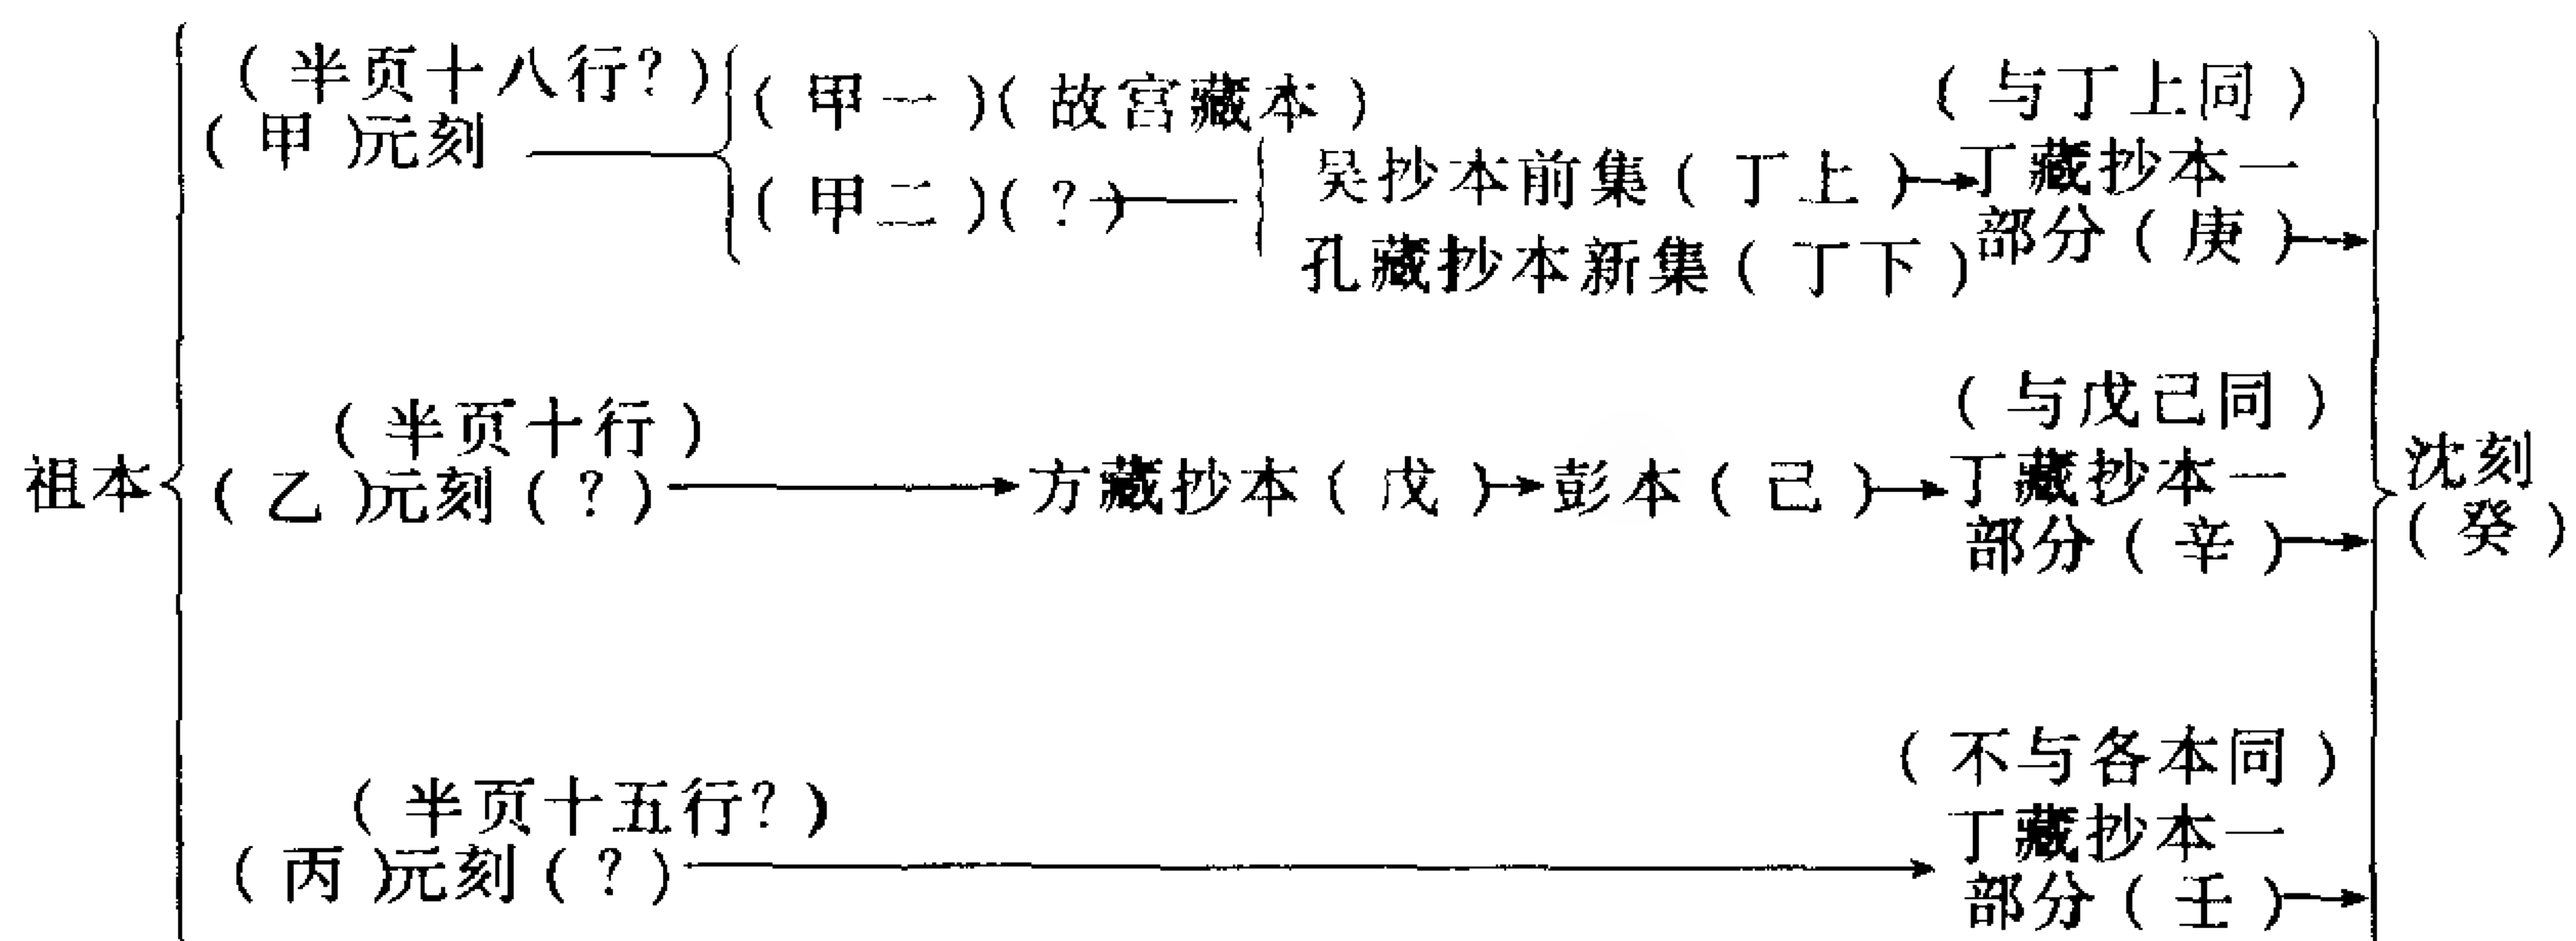 祖本
(半页十八行?)
(甲)元刻
(甲一)(故宫藏本)
(甲二)(?)
吴抄本前集(丁上)
孔藏抄本新集(丁下)
(与丁上同)
丁藏抄本一
部分(庚)
(半页十行)
(乙)元刻(?)
方藏抄本(戊)
彭本(己)
(与戊己同)
丁藏抄本一
部分(辛)
(半页十五行?)
(丙)元刻(?)
(不与各本同)
丁藏抄本一
部分(壬)
沈刻
(癸)